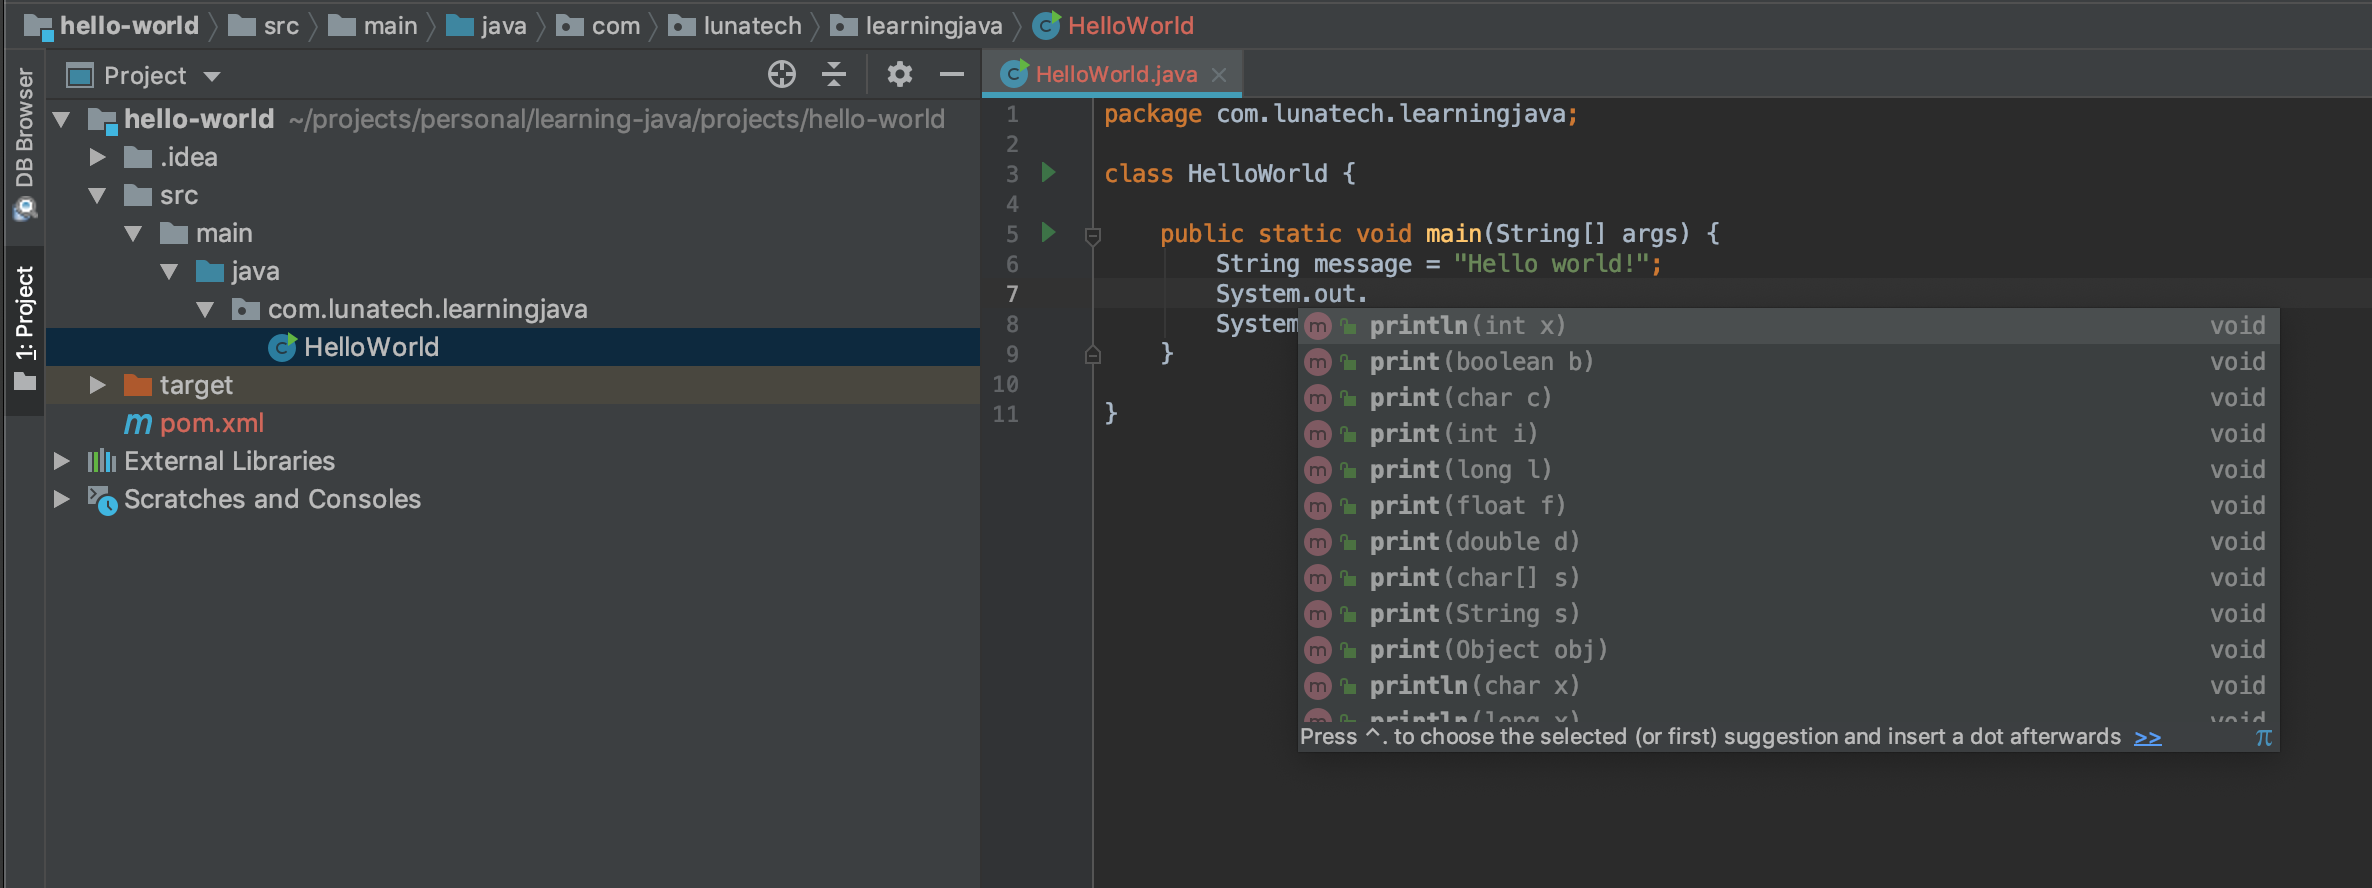 hello-world src main java com lunatech learningjava HelloWorld
DB Browser
1: Project
Project
hello-world ~/projects/personal/learning-java/projects/hello-world
.idea
src
main
java
com.lunatech.learningjava
HelloWorld
target
pom.xml
External Libraries
Scratches and Consoles
HelloWorld.java
1 package com.lunatech.learningjava;
2
3 class HelloWorld {
4
5 public static void main(String[] args) {
6 String message = "Hello world!";
7 System.out.
8 System
9 }
10
11 }
println(int x) void
print(boolean b) void
print(char c) void
print(int i) void
print(long l) void
print(float f) void
print(double d) void
print(char[] s) void
print(String s) void
print(Object obj) void
println(char x) void
println(long x) void
Press ^. to choose the selected (or first) suggestion and insert a dot afterwards >> π